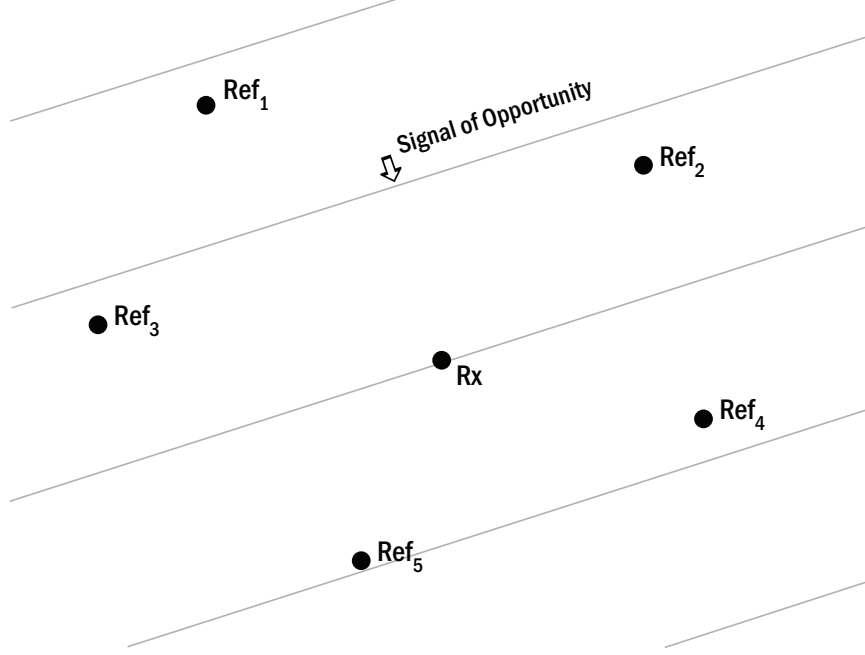 Ref₁
Signal of Opportunity
Ref₂
Ref₃
Rx
Ref₄
Ref₅